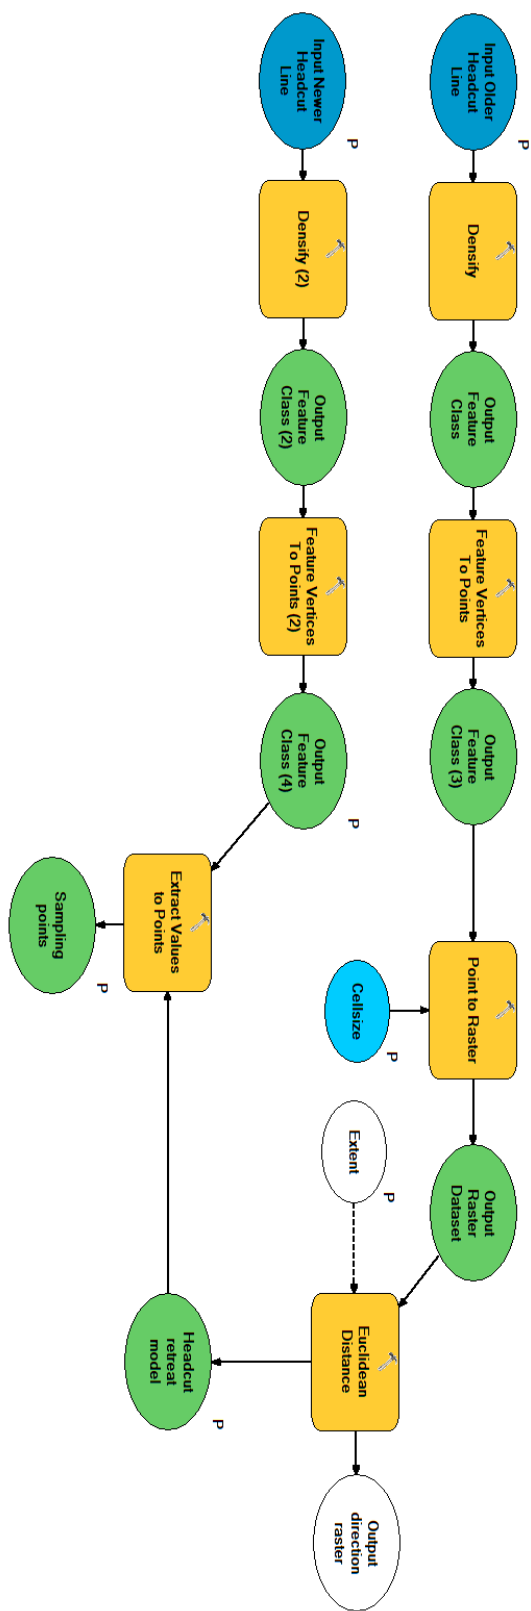 Input Older
Headcut
Line
P
Densify
Output
Feature
Class
Feature Vertices
To Points
Output
Feature
Class (3)
Point to Raster
Output
Raster
Dataset
Cellsize
P
Extent
P
Euclidean
Distance
Output
direction
raster
Input Newer
Headcut
Line
P
Densify (2)
Output
Feature
Class (2)
Feature Vertices
To Points (2)
Output
Feature
Class (4)
P
Extract Values
to Points
Sampling
points
P
Headcut
retreat
model
P